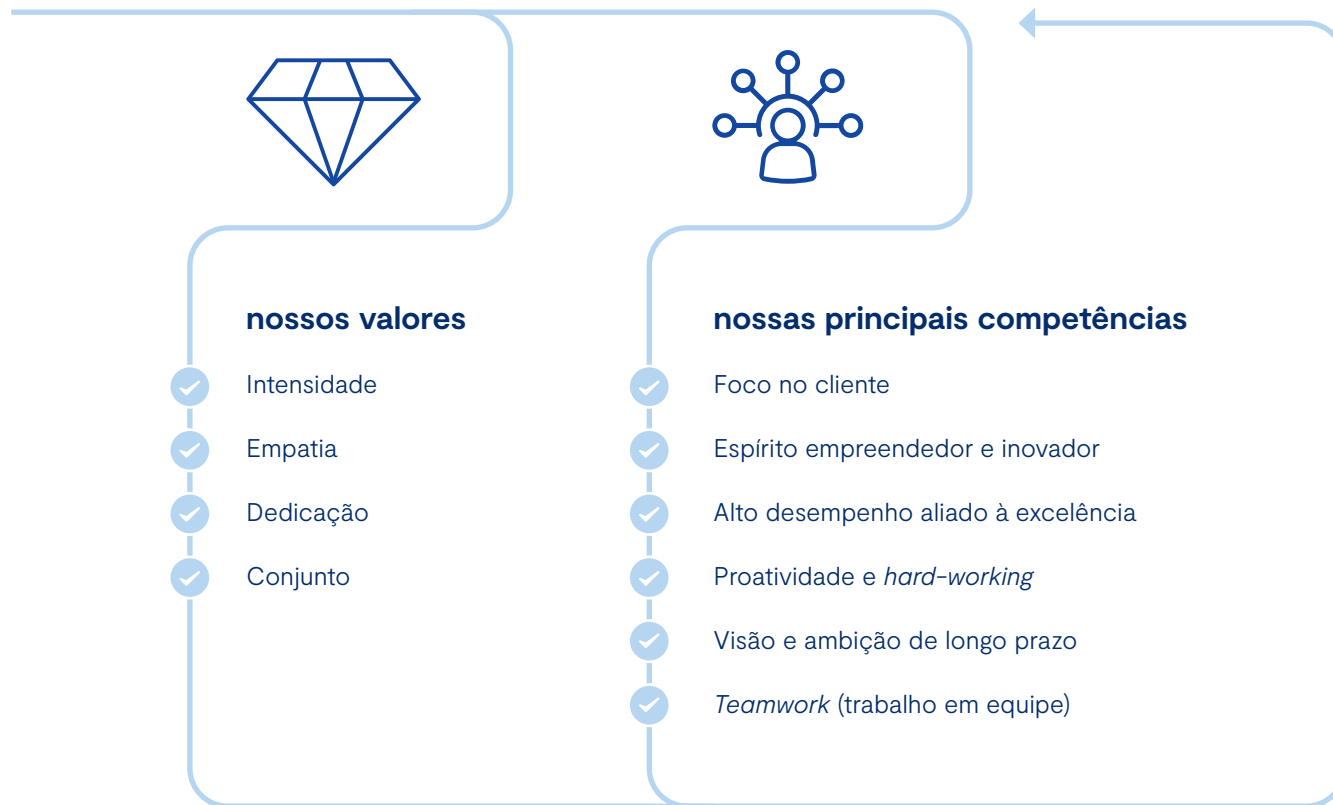 nossos valores
Intensidade
Empatia
Dedicação
Conjunto
nossas principais competências
Foco no cliente
Espírito empreendedor e inovador
Alto desempenho aliado à excelência
Proatividade e hard-working
Visão e ambição de longo prazo
Teamwork (trabalho em equipe)